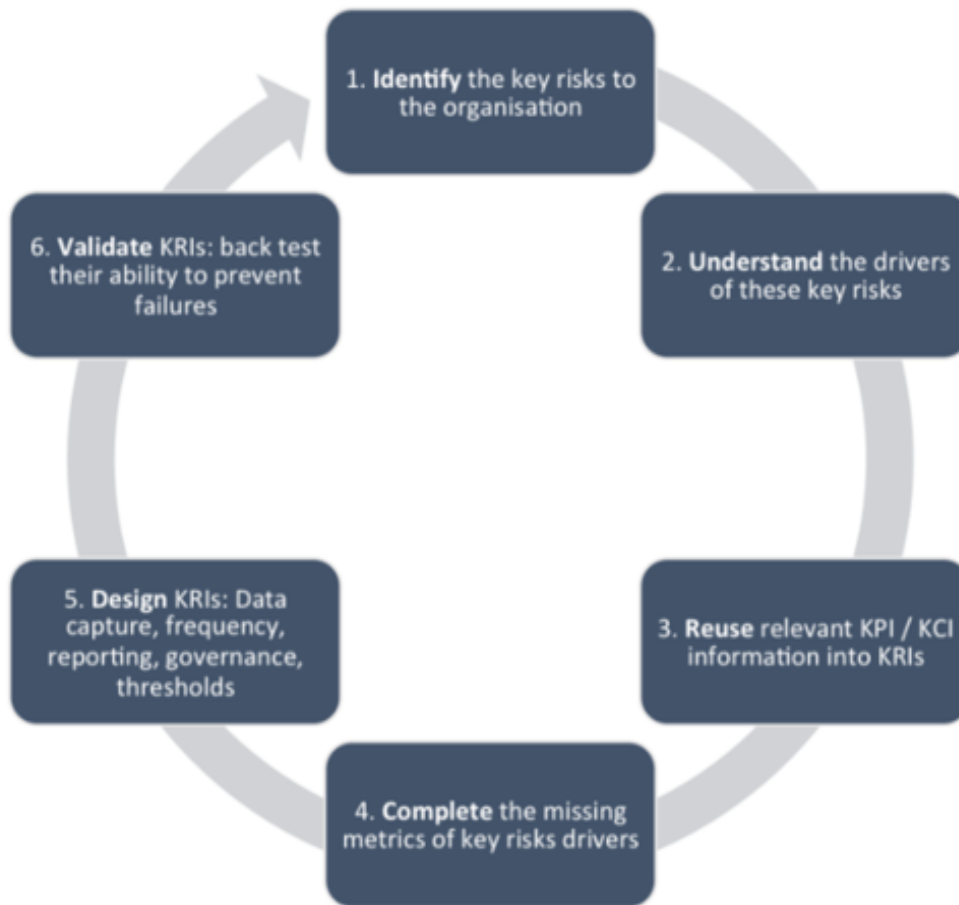 1. Identify the key risks to
the organisation
2. Understand the drivers
of these key risks
3. Reuse relevant KPI / KCI
information into KRIs
4. Complete the missing
metrics of key risks drivers
5. Design KRIs: Data
capture, frequency,
reporting, governance,
thresholds
6. Validate KRIs: back test
their ability to prevent
failures